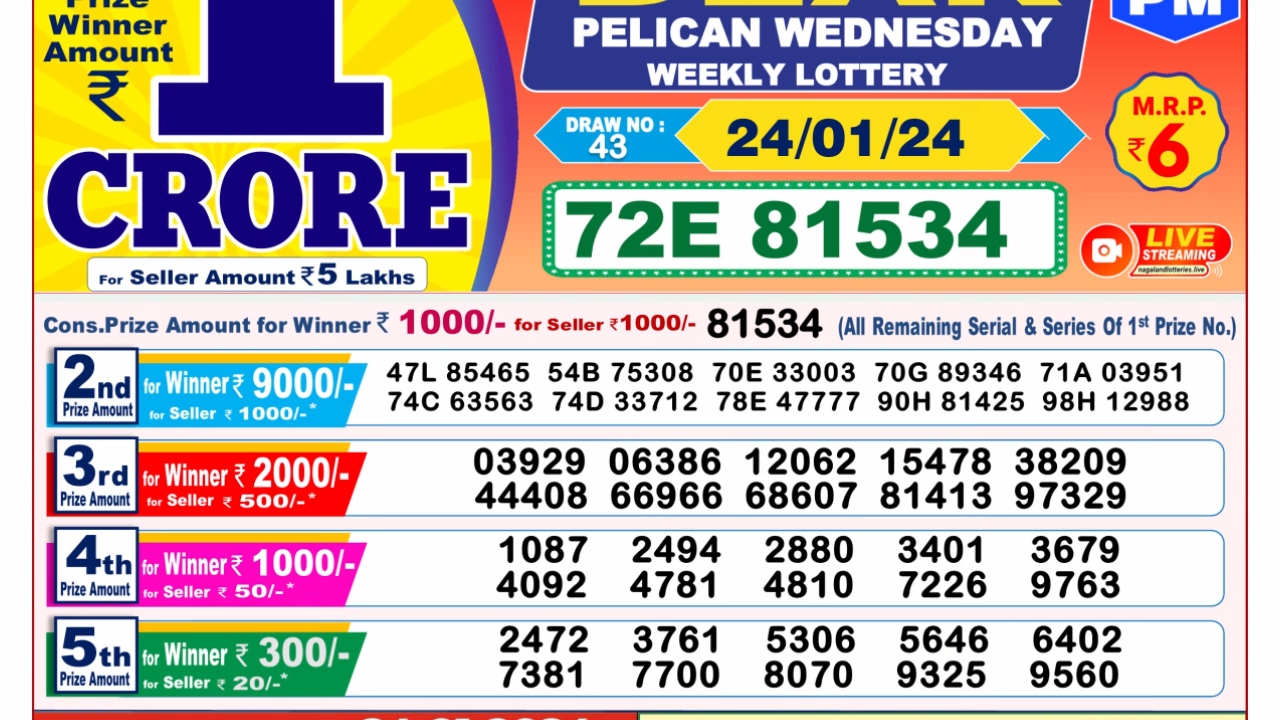 Prize
Winner
Amount
₹
1
CRORE
For Seller Amount ₹5 Lakhs
DEAR
PELICAN WEDNESDAY
WEEKLY LOTTERY
DRAW NO :
43
24/01/24
PM
M.R.P.
₹6
72E 81534
LIVE
STREAMING
nagalandlotteries.live
Cons.Prize Amount for Winner ₹ 1000/- for Seller ₹1000/- 81534 (All Remaining Serial & Series Of 1st Prize No.)
2nd
Prize Amount
for Winner ₹ 9000/-
for Seller ₹ 1000/-*
47L 85465 54B 75308 70E 33003 70G 89346 71A 03951
74C 63563 74D 33712 78E 47777 90H 81425 98H 12988
3rd
Prize Amount
for Winner ₹ 2000/-
for Seller ₹ 500/-*
03929 06386 12062 15478 38209
44408 66966 68607 81413 97329
4th
Prize Amount
for Winner ₹ 1000/-
for Seller ₹ 50/-*
1087 2494 2880 3401 3679
4092 4781 4810 7226 9763
5th
Prize Amount
for Winner ₹ 300/-
for Seller ₹ 20/-*
2472 3761 5306 5646 6402
7381 7700 8070 9325 9560